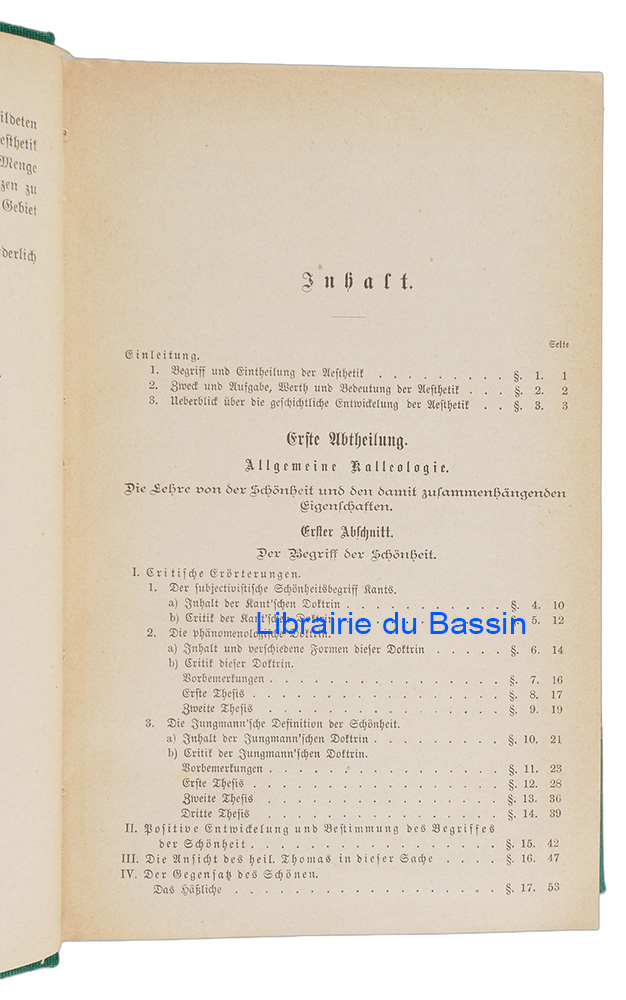 ildeten
esthetik
Menge
zen zu
Gebiet
derlich
Inhalt.
Seite
Einleitung.
1. Begriff und Eintheilung der Aesthetik . . . . . . . . . §. 1. 1
2. Zweck und Aufgabe, Werth und Bedeutung der Aesthetik . . . §. 2. 2
3. Ueberblick über die geschichtliche Entwickelung der Aesthetik . . §. 3. 3
Erste Abtheilung.
Allgemeine Kalleologie.
Die Lehre von der Schönheit und den damit zusammenhängenden
Eigenschaften.
Erster Abschnitt.
Der Begriff der Schönheit.
I. Critische Erörterungen.
1. Der subjectivistische Schönheitsbegriff Kants.
a) Inhalt der Kant'schen Doktrin . . . . . . . . . . . §. 4. 10
b) Critik der Kant'schen Doktrin . . . . . . . . . . . §. 5. 12
Librairie du Bassin
2. Die phänomenologische Doktrin.
a) Inhalt und verschiedene Formen dieser Doktrin . . . . . §. 6. 14
b) Critik dieser Doktrin.
Vorbemerkungen . . . . . . . . . . . . . . . . §. 7. 16
Erste Thesis . . . . . . . . . . . . . . . . . §. 8. 17
Zweite Thesis . . . . . . . . . . . . . . . . . §. 9. 19
3. Die Jungmann'sche Definition der Schönheit.
a) Inhalt der Jungmann'schen Doktrin . . . . . . . . . §. 10. 21
b) Critik der Jungmann'schen Doktrin.
Vorbemerkungen . . . . . . . . . . . . . . . . §. 11. 23
Erste Thesis . . . . . . . . . . . . . . . . . §. 12. 28
Zweite Thesis . . . . . . . . . . . . . . . . . §. 13. 36
Dritte Thesis . . . . . . . . . . . . . . . . . §. 14. 39
II. Positive Entwickelung und Bestimmung des Begriffes
der Schönheit . . . . . . . . . . . . . . . . . §. 15. 42
III. Die Ansicht des heil. Thomas in dieser Sache . . . . §. 16. 47
IV. Der Gegensatz des Schönen.
Das Häßliche . . . . . . . . . . . . . . . . . . §. 17. 53